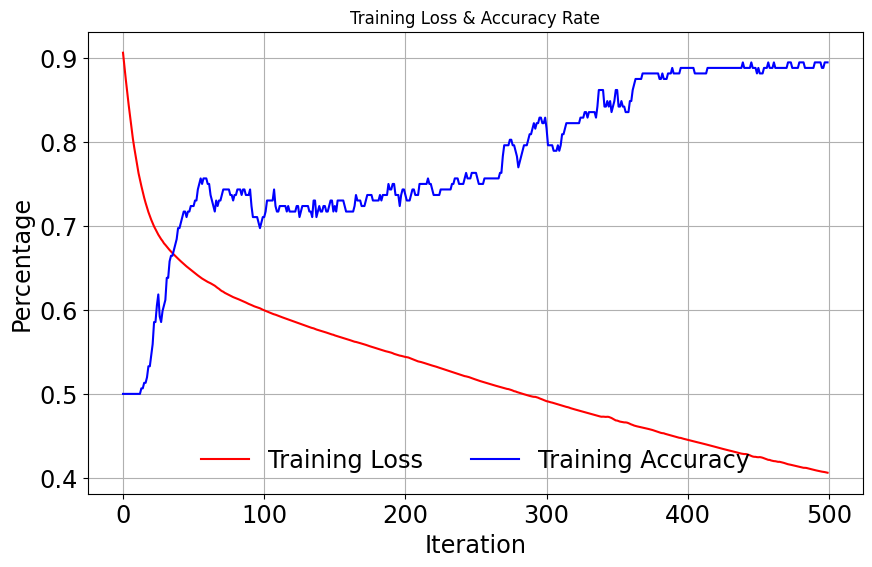 Training Loss & Accuracy Rate
Percentage
0.9
0.8
0.7
0.6
0.5
0.4
Training Loss
Training Accuracy
0 100 200 300 400 500
Iteration